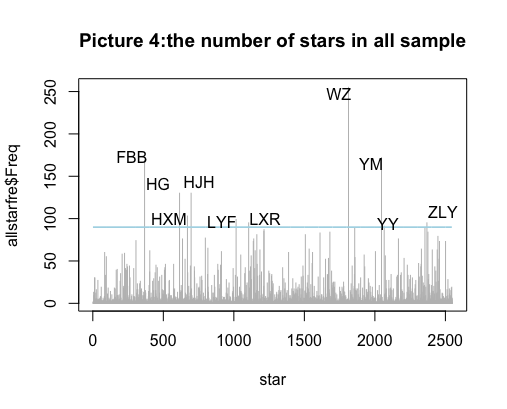 Picture 4:the number of stars in all sample
allstarfre$Freq
250
200
150
100
50
0
WZ
FBB
YM
HG
HJH
HXM
LYF
LXR
YY
ZLY
0 500 1000 1500 2000 2500
star